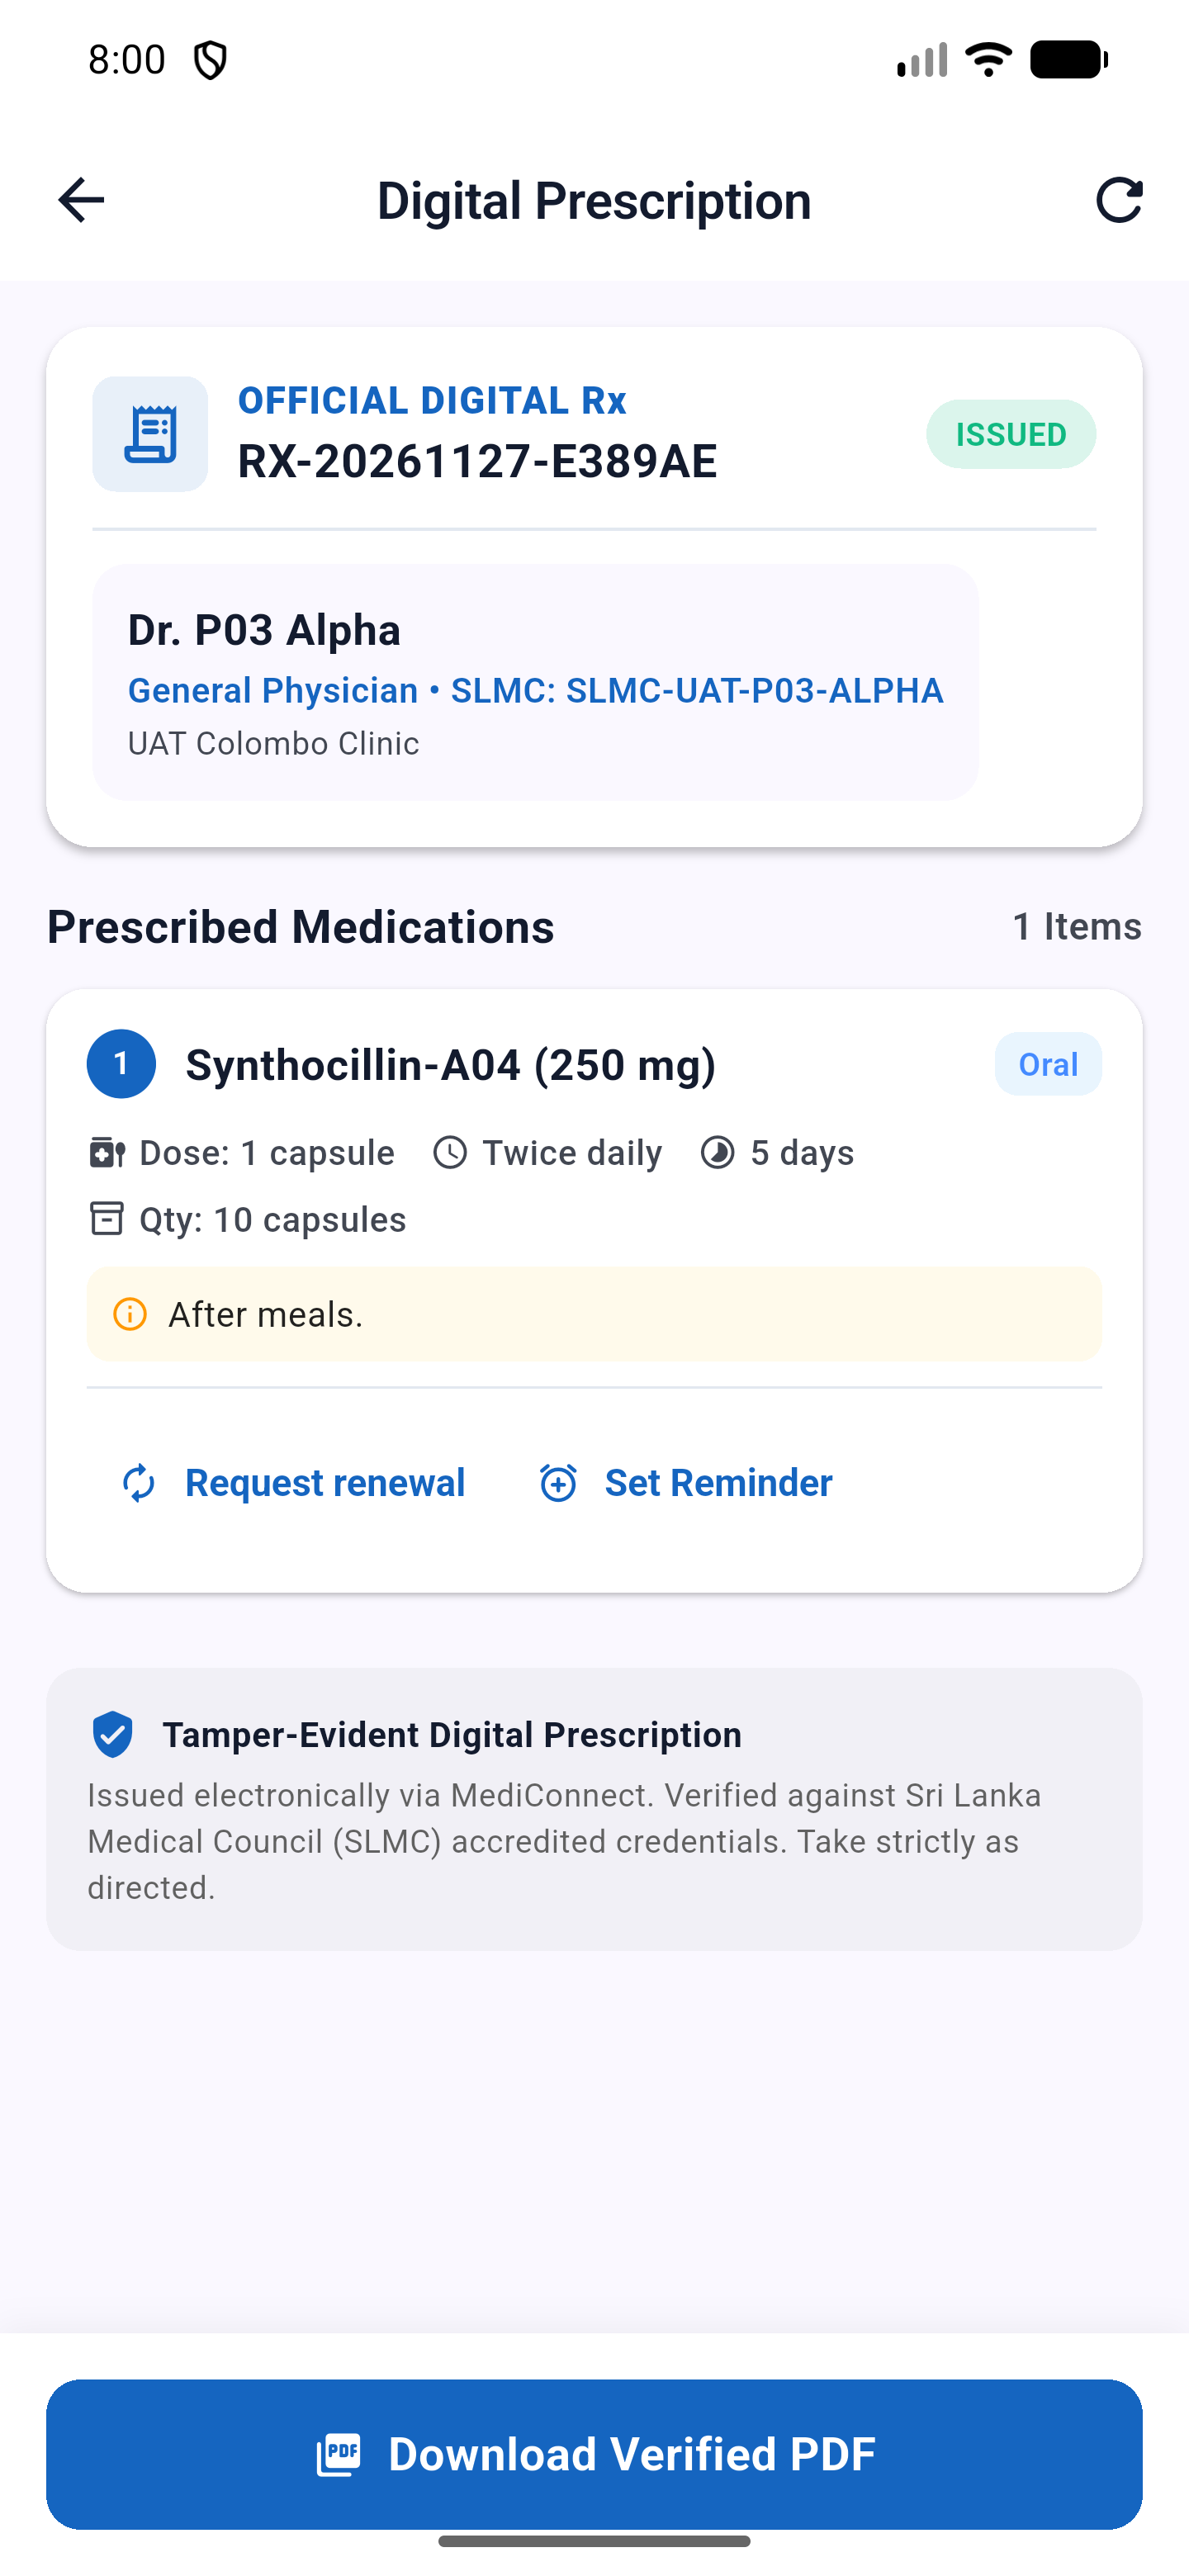 8:00
Digital Prescription
OFFICIAL DIGITAL Rx
RX-20261127-E389AE
ISSUED
Dr. P03 Alpha
General Physician • SLMC: SLMC-UAT-P03-ALPHA
UAT Colombo Clinic
Prescribed Medications
1 Items
1
Synthocillin-A04 (250 mg)
Oral
Dose: 1 capsule
Twice daily
5 days
Qty: 10 capsules
After meals.
Request renewal
Set Reminder
Tamper-Evident Digital Prescription
Issued electronically via MediConnect. Verified against Sri Lanka
Medical Council (SLMC) accredited credentials. Take strictly as
directed.
PDF
Download Verified PDF